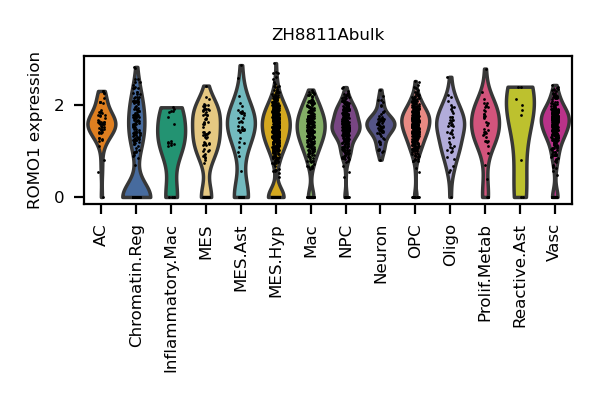 ZH8811Abulk
ROMO1 expression
2
0
AC
Chromatin.Reg
Inflammatory.Mac
MES
MES.Ast
MES.Hyp
Mac
NPC
Neuron
OPC
Oligo
Prolif.Metab
Reactive.Ast
Vasc